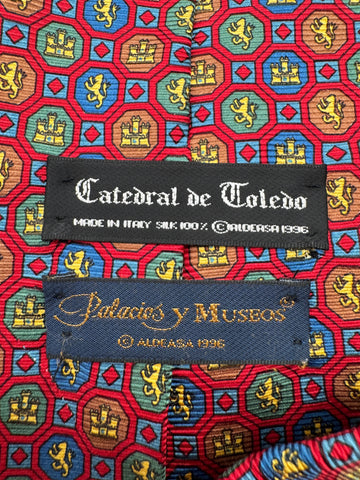 Catedral de Toledo
MADE IN ITALY SILK 100% ©ALDEASA 1996
Palacios y Museos®
© ALDEASA 1996